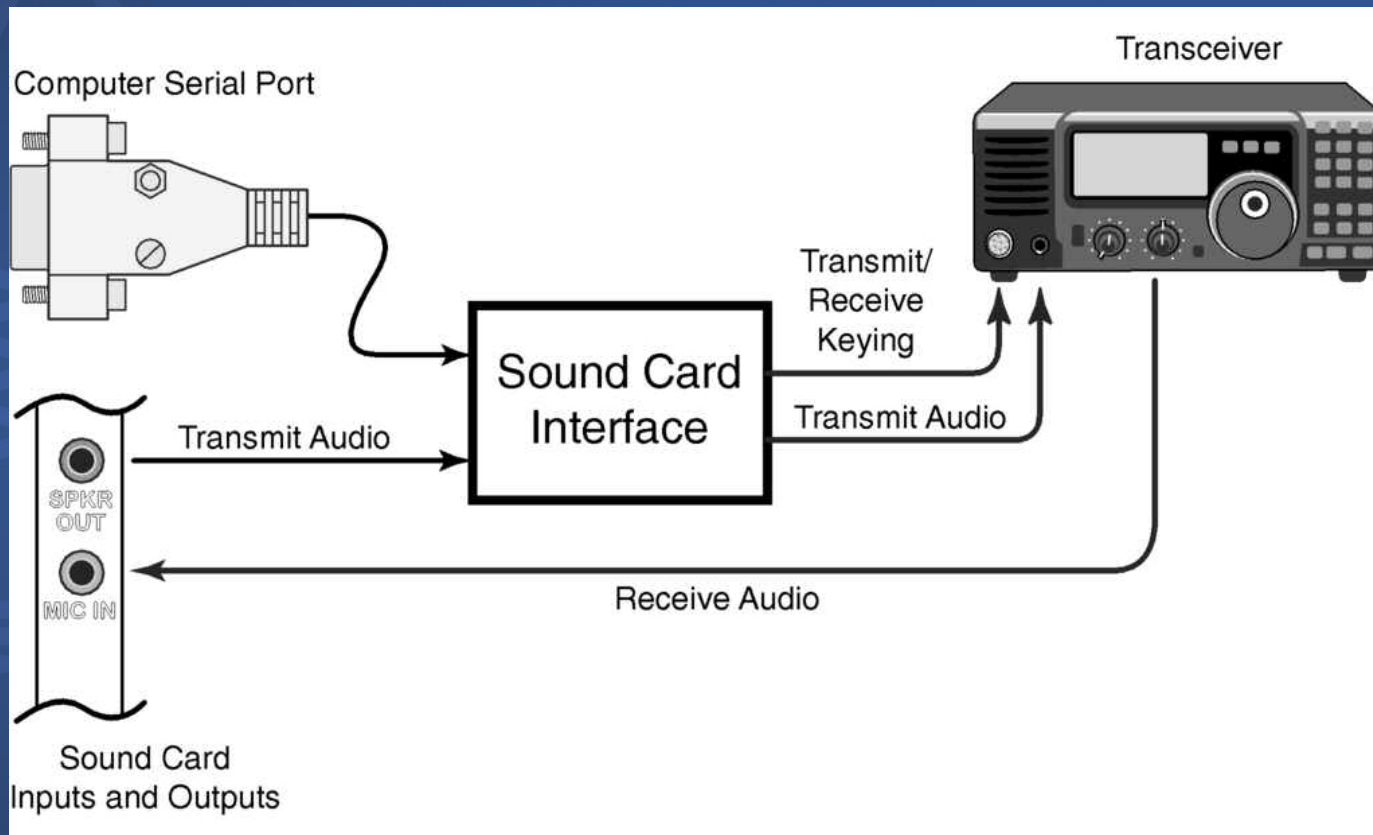 Transceiver
Computer Serial Port
Transmit/
Receive
Keying
Sound Card
Interface
Transmit Audio
Transmit Audio
SPKR
OUT
MIC IN
Receive Audio
Sound Card
Inputs and Outputs